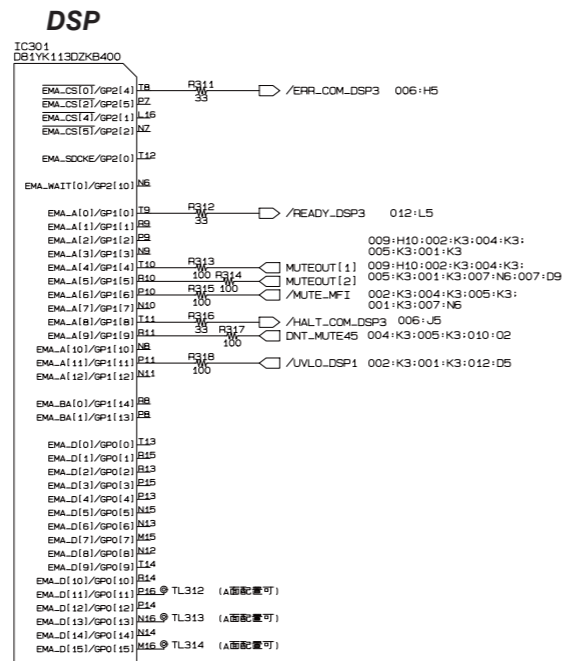 DSP
IC301
D81YK113DZKB400
EMA_CS[0]/GP2[4] T8 R311 33 /ERR_COM_DSP3 006:H5
EMA_CS[2]/GP2[5] P7
EMA_CS[4]/GP2[1] L16
EMA_CS[5]/GP2[2] N7
EMA_SDCKE/GP2[0] T12
EMA_WAIT[0]/GP2[10] N6
EMA_A[0]/GP1[0] T9 R312 33 /READY_DSP3 012:L5
EMA_A[1]/GP1[1] R9
EMA_A[2]/GP1[2] P9
009:H10:002:K3:004:K3:
EMA_A[3]/GP1[3] N9
005:K3:001:K3
EMA_A[4]/GP1[4] T10 R313 100 MUTEOUT[1] 009:H10:002:K3:004:K3:
EMA_A[5]/GP1[5] R10 R314 100 MUTEOUT[2] 005:K3:001:K3:007:N6:007:D9
EMA_A[6]/GP1[6] P10 R315 100 /MUTE_MFI 002:K3:004:K3:005:K3:
EMA_A[7]/GP1[7] N10 001:K3:007:N6
EMA_A[8]/GP1[8] T11 R316 33 /HALT_COM_DSP3 006:J5
EMA_A[9]/GP1[9] R11 R317 100 DNT_MUTE45 004:K3:005:K3:010:O2
EMA_A[10]/GP1[10] N8
EMA_A[11]/GP1[11] P11 R318 100 /UVLO_DSP1 002:K3:001:K3:012:D5
EMA_A[12]/GP1[12] N11
EMA_BA[0]/GP1[14] R8
EMA_BA[1]/GP1[13] P8
EMA_D[0]/GP0[0] T13
EMA_D[1]/GP0[1] R15
EMA_D[2]/GP0[2] R13
EMA_D[3]/GP0[3] P15
EMA_D[4]/GP0[4] P13
EMA_D[5]/GP0[5] N15
EMA_D[6]/GP0[6] N13
EMA_D[7]/GP0[7] M15
EMA_D[8]/GP0[8] N12
EMA_D[9]/GP0[9] T14
EMA_D[10]/GP0[10] R14
EMA_D[11]/GP0[11] P16 TL312 (A面配置可)
EMA_D[12]/GP0[12] P14
EMA_D[13]/GP0[13] N16 TL313 (A面配置可)
EMA_D[14]/GP0[14] N14
EMA_D[15]/GP0[15] M16 TL314 (A面配置可)